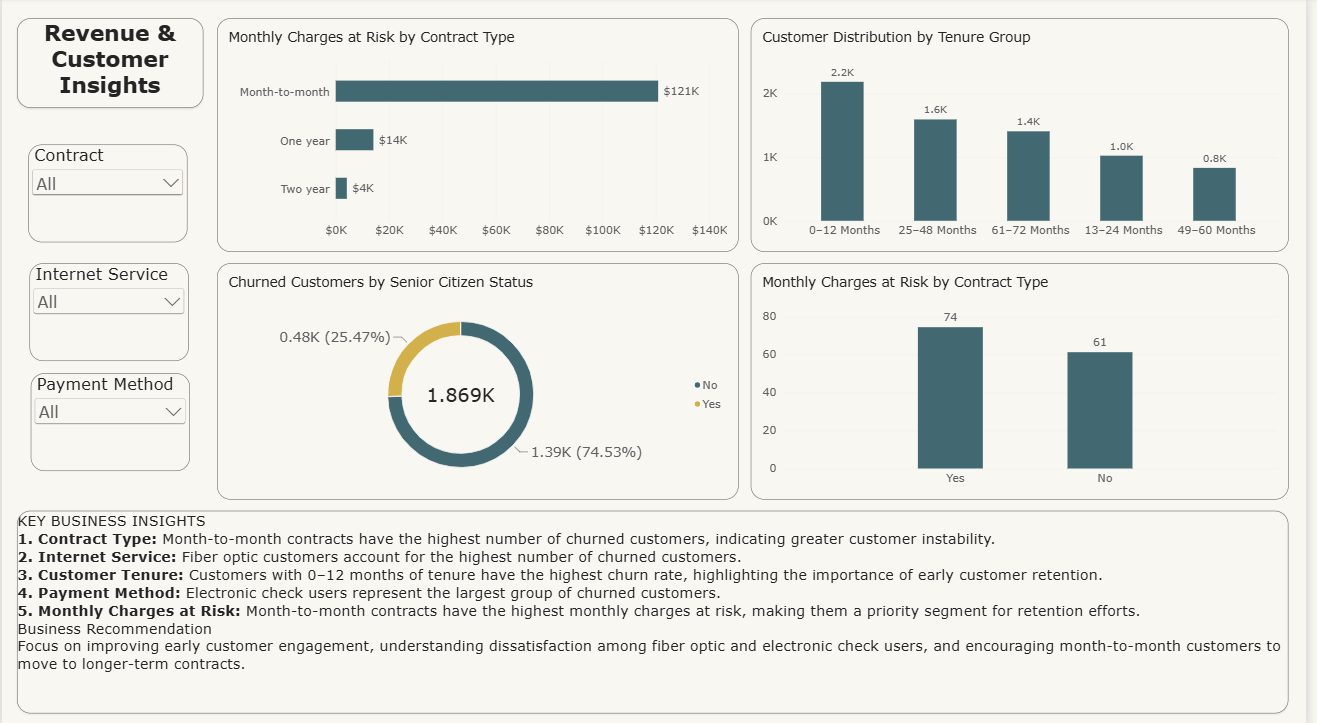 Revenue &
Customer
Insights
Contract
All
Internet Service
All
Payment Method
All
Monthly Charges at Risk by Contract Type
Month-to-month
$121K
One year
$14K
Two year
$4K
$0K $20K $40K $60K $80K $100K $120K $140K
Customer Distribution by Tenure Group
2K
1K
0K
2.2K
1.6K
1.4K
1.0K
0.8K
0–12 Months 25–48 Months 61–72 Months 13–24 Months 49–60 Months
Churned Customers by Senior Citizen Status
0.48K (25.47%)
1.869K
1.39K (74.53%)
No
Yes
Monthly Charges at Risk by Contract Type
80
60
40
20
0
74
61
Yes No
KEY BUSINESS INSIGHTS
1. Contract Type: Month-to-month contracts have the highest number of churned customers, indicating greater customer instability.
2. Internet Service: Fiber optic customers account for the highest number of churned customers.
3. Customer Tenure: Customers with 0–12 months of tenure have the highest churn rate, highlighting the importance of early customer retention.
4. Payment Method: Electronic check users represent the largest group of churned customers.
5. Monthly Charges at Risk: Month-to-month contracts have the highest monthly charges at risk, making them a priority segment for retention efforts.
Business Recommendation
Focus on improving early customer engagement, understanding dissatisfaction among fiber optic and electronic check users, and encouraging month-to-month customers to
move to longer-term contracts.